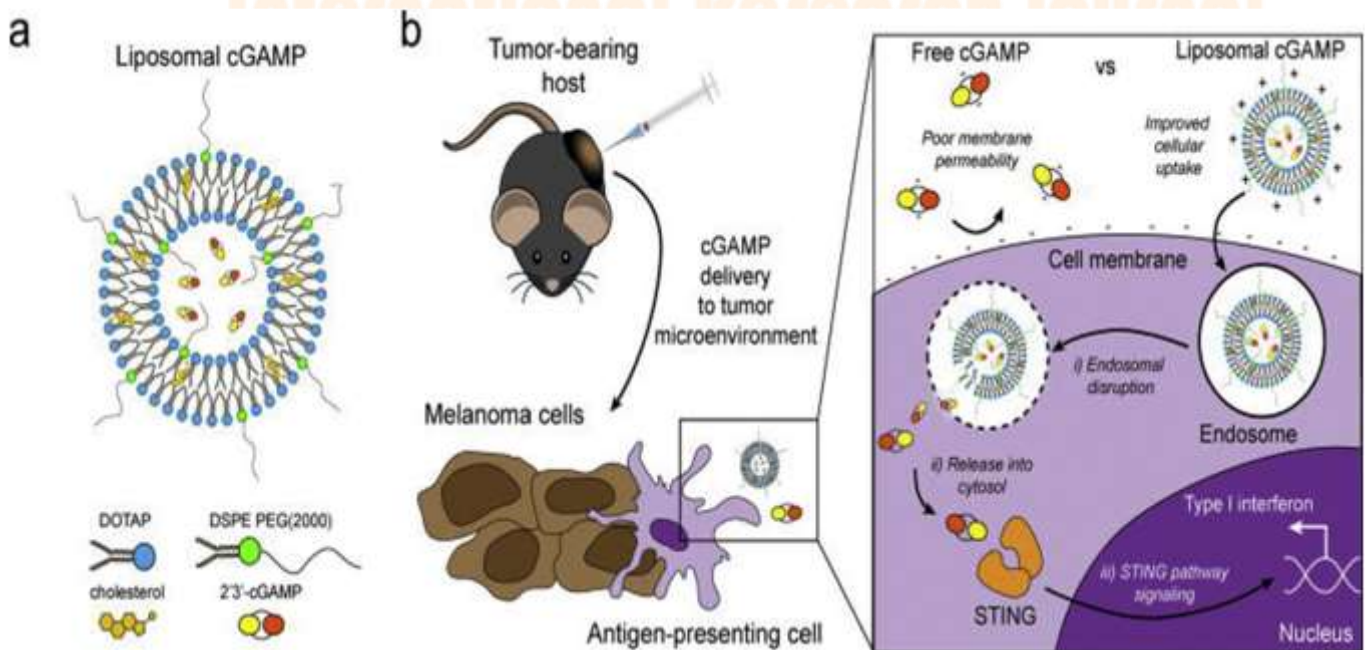 a
Liposomal cGAMP
DOTAP
DSPE PEG(2000)
cholesterol
2'3'-cGAMP
b
Tumor-bearing
host
cGAMP
delivery
to tumor
microenvironment
Melanoma cells
Antigen-presenting cell
Free cGAMP
vs
Liposomal cGAMP
Poor membrane
permeability
Improved
cellular
uptake
Cell membrane
i) Endosomal
disruption
Endosome
ii) Release into
cytosol
Type I interferon
iii) STING pathway
signaling
STING
Nucleus